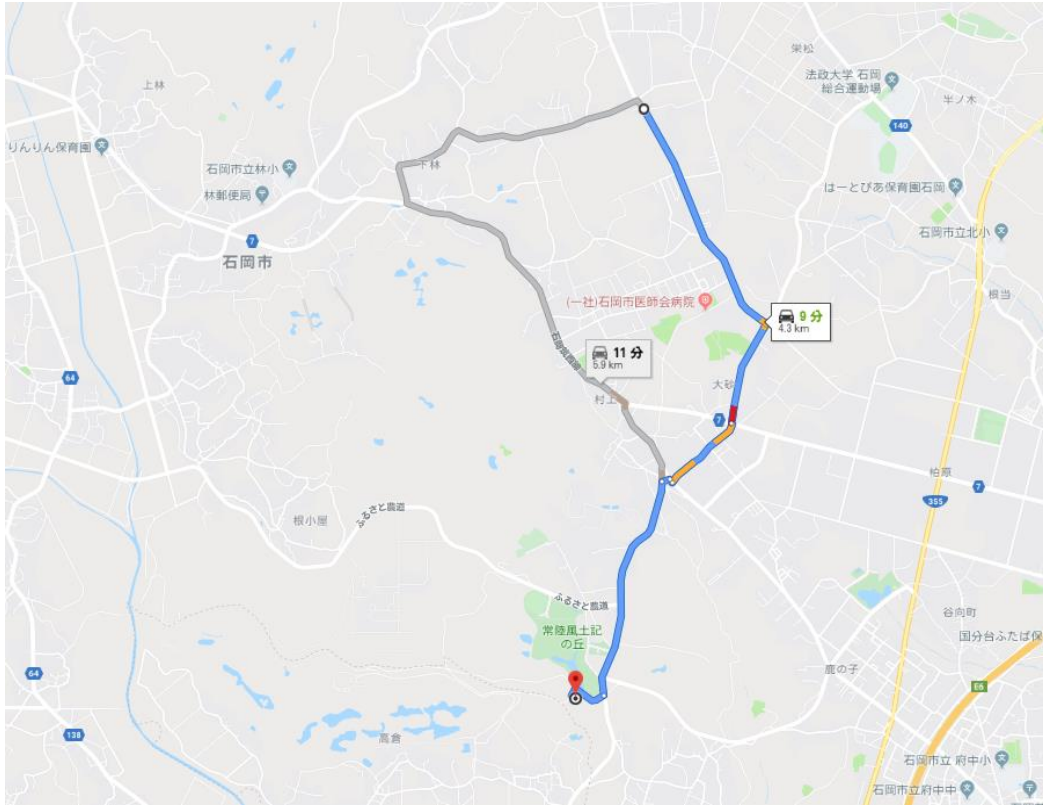 栄松
上林
法政大学 石岡
総合運動場
半ノ木
140
りんりん保育園
下林
石岡市立林小
林郵便局
はーとぴあ保育園石岡
7
石岡市
石岡市立北小
根当
(一社)石岡市医師会病院
9 分
4.3 km
11 分
5.9 km
石岡筑西線
64
大砂
村上
7
柏原
7
355
ふるさと農道
根小屋
ふるさと農道
谷向町
常陸風土記
の丘
国分台ふたば保
鹿の子
64
E6
138
高倉
石岡市立 府中小
石岡市立府中中